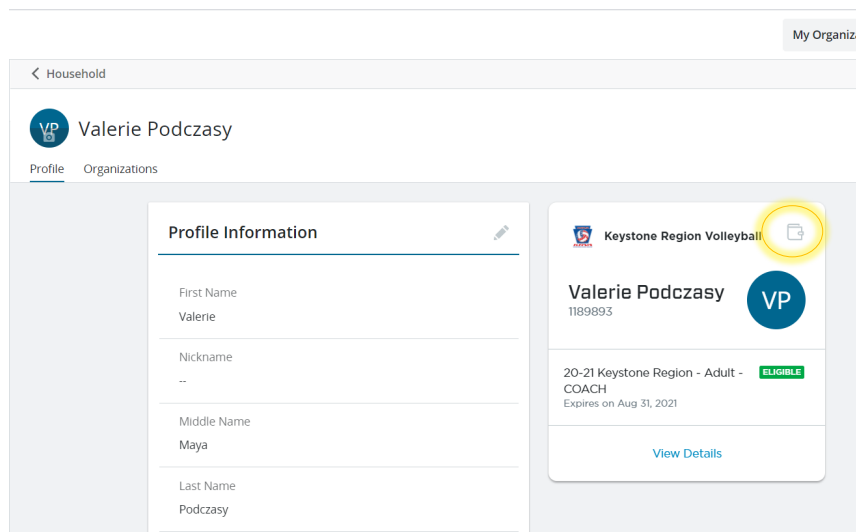 My Organiz
Household
VP
Valerie Podczasy
Profile Organizations
Profile Information
First Name
Valerie
Nickname
--
Middle Name
Maya
Last Name
Podczasy
Keystone Region Volleyball
Valerie Podczasy
1189893
VP
20-21 Keystone Region - Adult -
COACH
ELIGIBLE
Expires on Aug 31, 2021
View Details